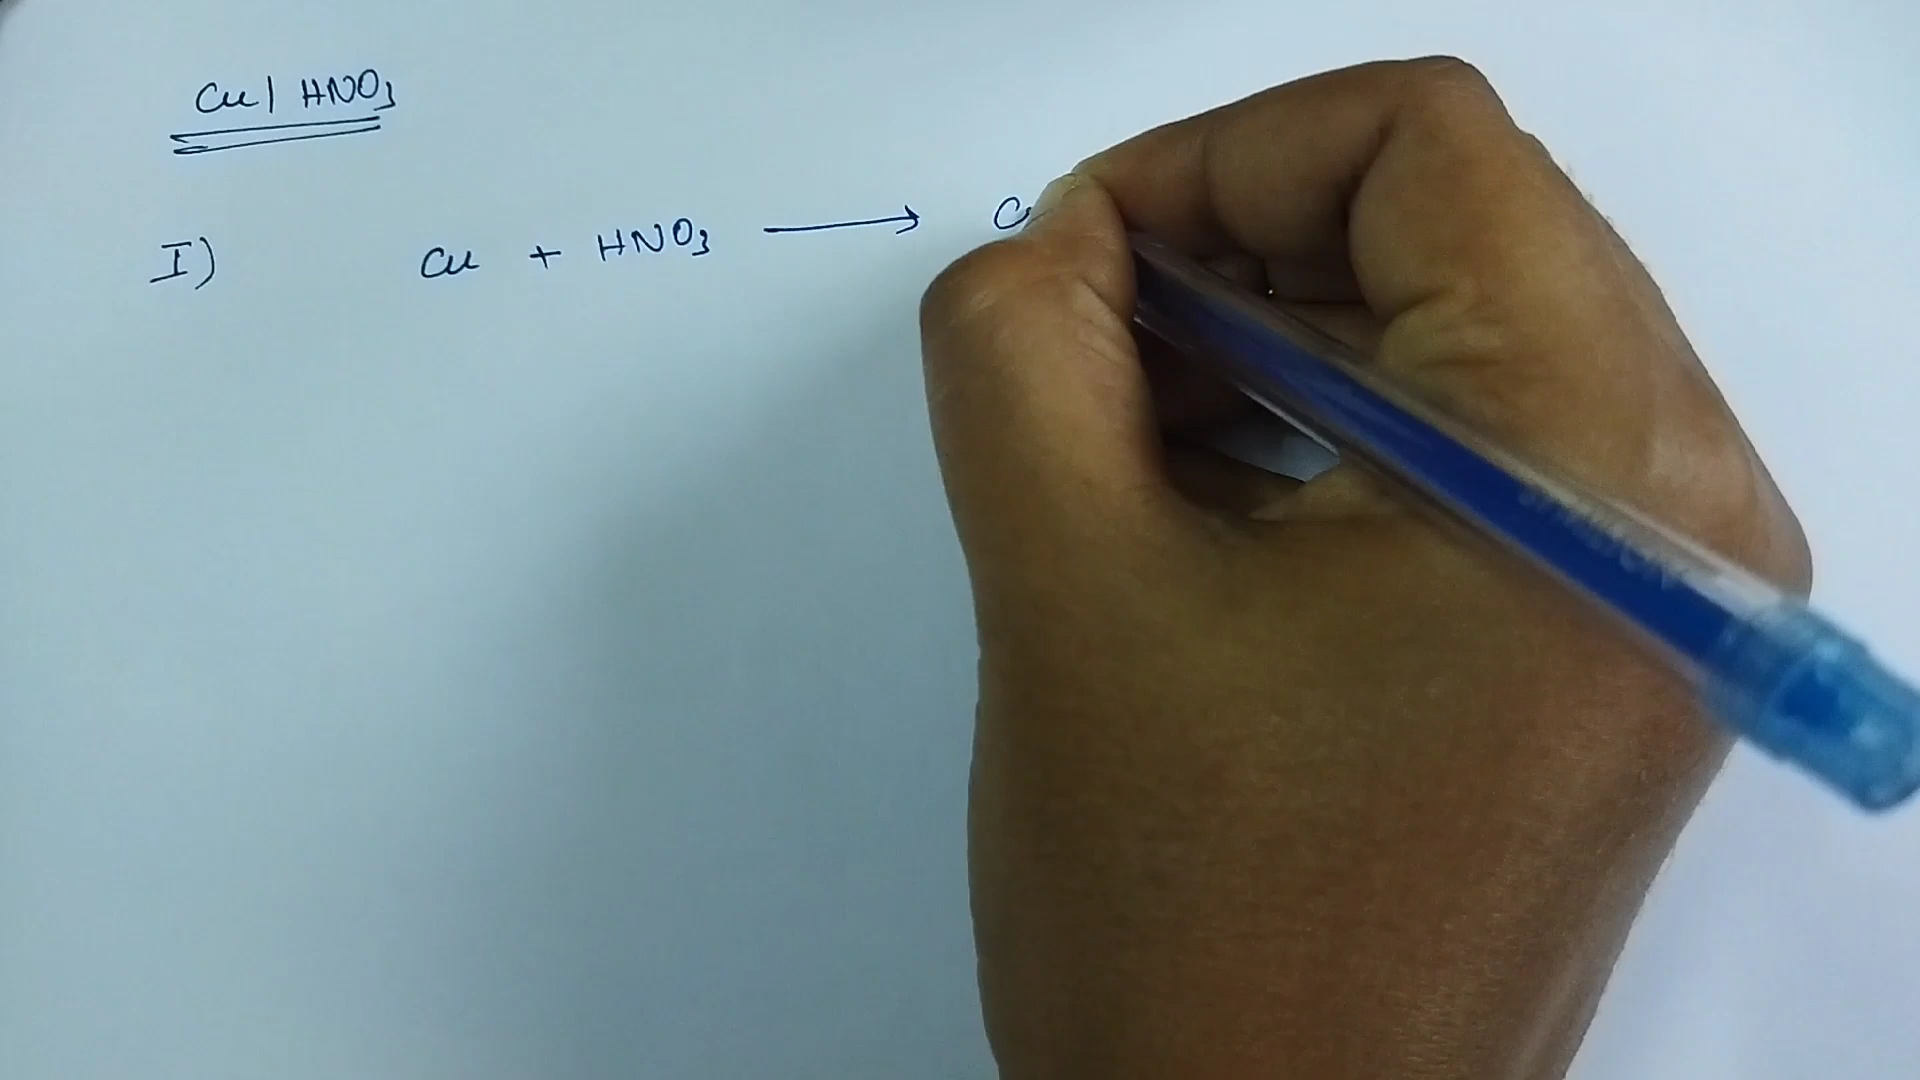 Cu | HNO3
I) Cu + HNO3 ⟶ C